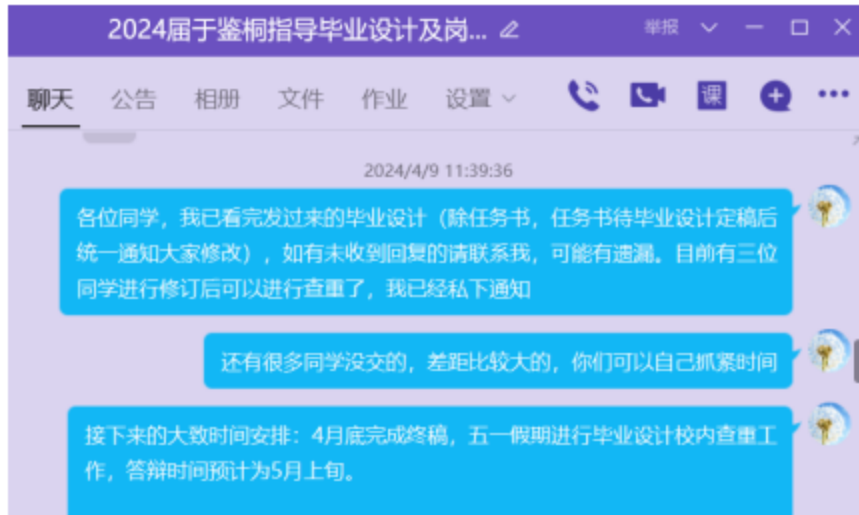 2024届于鉴桐指导毕业设计及岗...
举报
聊天 公告 相册 文件 作业 设置
课
2024/4/9 11:39:36
各位同学，我已看完发过来的毕业设计（除任务书，任务书待毕业设计定稿后
统一通知大家修改），如有未收到回复的请联系我，可能有遗漏。目前有三位
同学进行修订后可以进行查重了，我已经私下通知
还有很多同学没交的，差距比较大的，你们可以自己抓紧时间
接下来的大致时间安排：4月底完成终稿，五一假期进行毕业设计校内查重工
作，答辩时间预计为5月上旬。